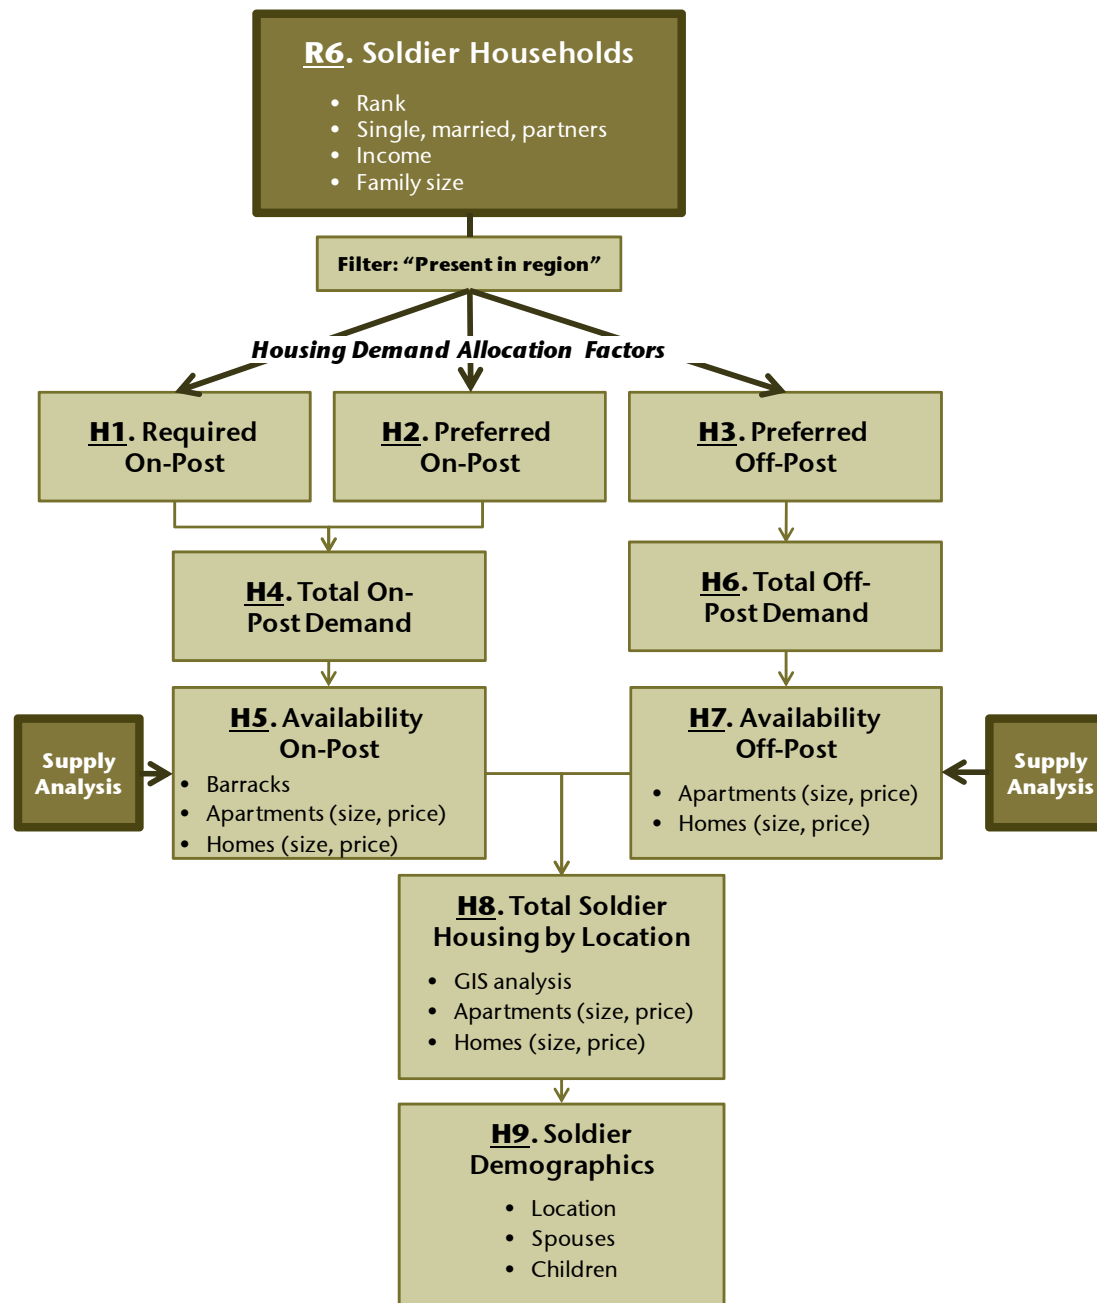 R6. Soldier Households
• Rank
• Single, married, partners
• Income
• Family size
Filter: “Present in region”
Housing Demand Allocation Factors
H1. Required
On-Post
H2. Preferred
On-Post
H3. Preferred
Off-Post
H4. Total On-
Post Demand
H6. Total Off-
Post Demand
Supply
Analysis
H5. Availability
On-Post
• Barracks
• Apartments (size, price)
• Homes (size, price)
H7. Availability
Off-Post
• Apartments (size, price)
• Homes (size, price)
Supply
Analysis
H8. Total Soldier
Housing by Location
• GIS analysis
• Apartments (size, price)
• Homes (size, price)
H9. Soldier
Demographics
• Location
• Spouses
• Children